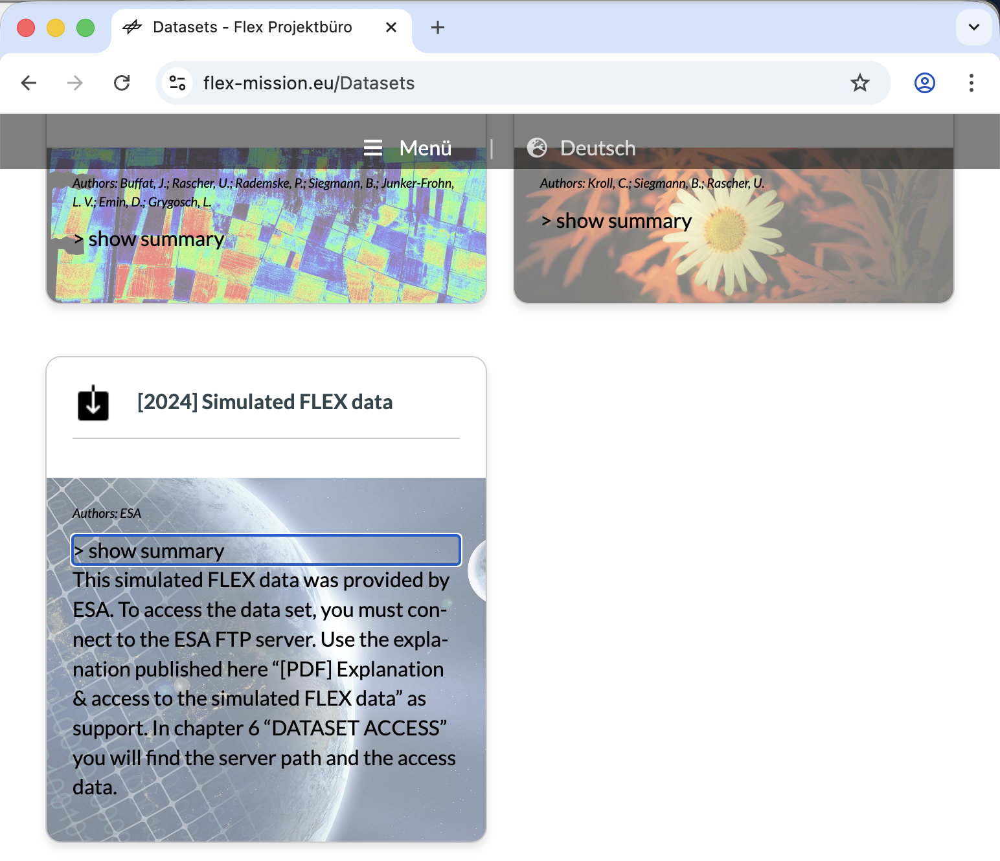 Datasets - Flex Projektbüro
flex-mission.eu/Datasets
Menü | Deutsch
Authors: Buffat, J.; Rascher, U.; Rademske, P.; Siegmann, B.; Junker-Frohn,
L. V.; Emin, D.; Grygosch, L.
> show summary
Authors: Kroll, C.; Siegmann, B.; Rascher, U.
> show summary
[2024] Simulated FLEX data
Authors: ESA
> show summary
This simulated FLEX data was provided by
ESA. To access the data set, you must con-
nect to the ESA FTP server. Use the expla-
nation published here “[PDF] Explanation
& access to the simulated FLEX data” as
support. In chapter 6 “DATASET ACCESS”
you will find the server path and the access
data.